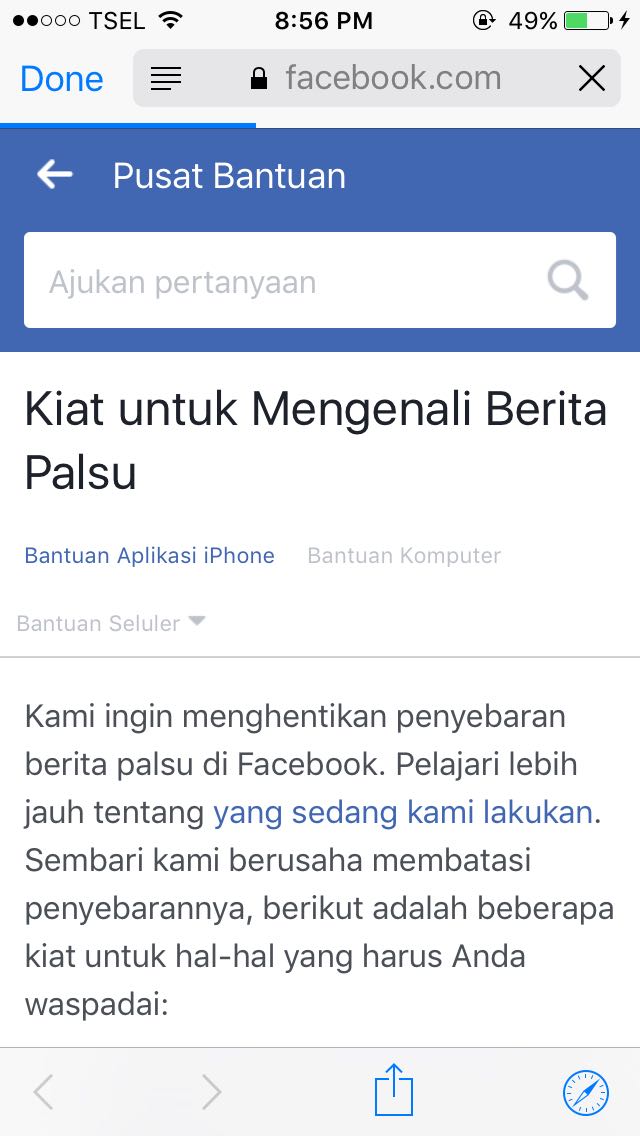 TSEL 8:56 PM 49%
Done facebook.com
Pusat Bantuan
Ajukan pertanyaan
Kiat untuk Mengenali Berita
Palsu
Bantuan Aplikasi iPhone Bantuan Komputer
Bantuan Seluler
Kami ingin menghentikan penyebaran
berita palsu di Facebook. Pelajari lebih
jauh tentang yang sedang kami lakukan.
Sembari kami berusaha membatasi
penyebarannya, berikut adalah beberapa
kiat untuk hal-hal yang harus Anda
waspadai: